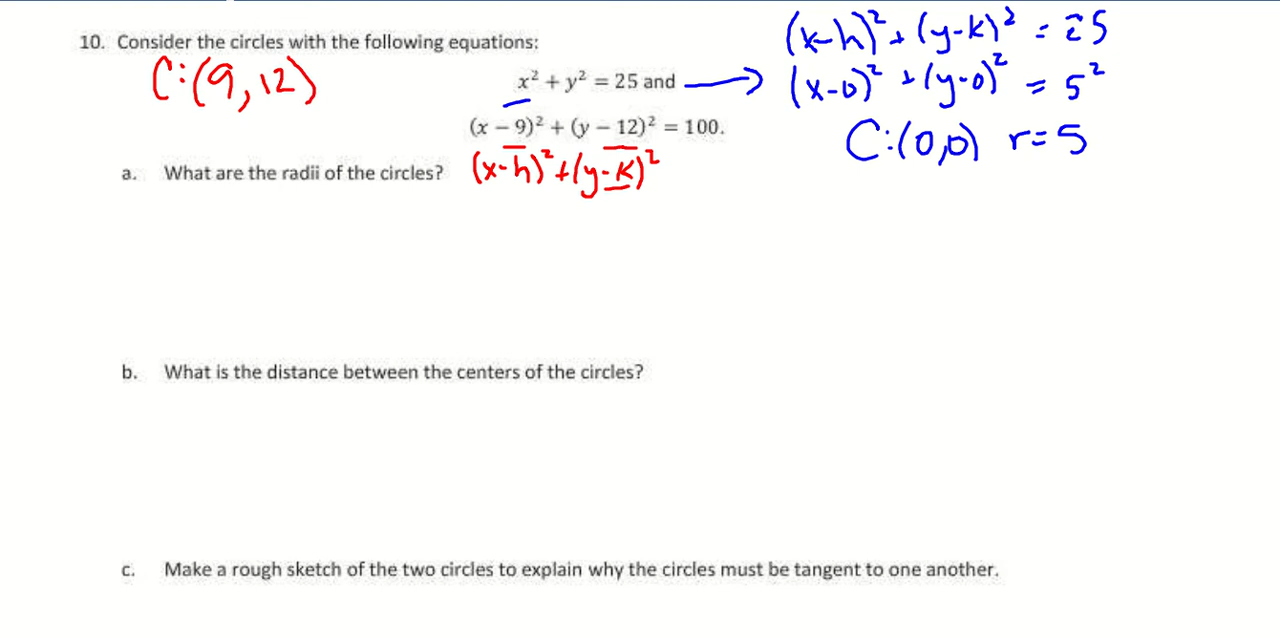 10. Consider the circles with the following equations:
(x-h)² + (y-k)² = 25
C:(9,12)
x² + y² = 25 and
(x-0)² + (y-0)² = 5²
(x – 9)² + (y – 12)² = 100.
C:(0,0) r=5
a. What are the radii of the circles?
(x-h)²+(y-k)²
b. What is the distance between the centers of the circles?
c. Make a rough sketch of the two circles to explain why the circles must be tangent to one another.